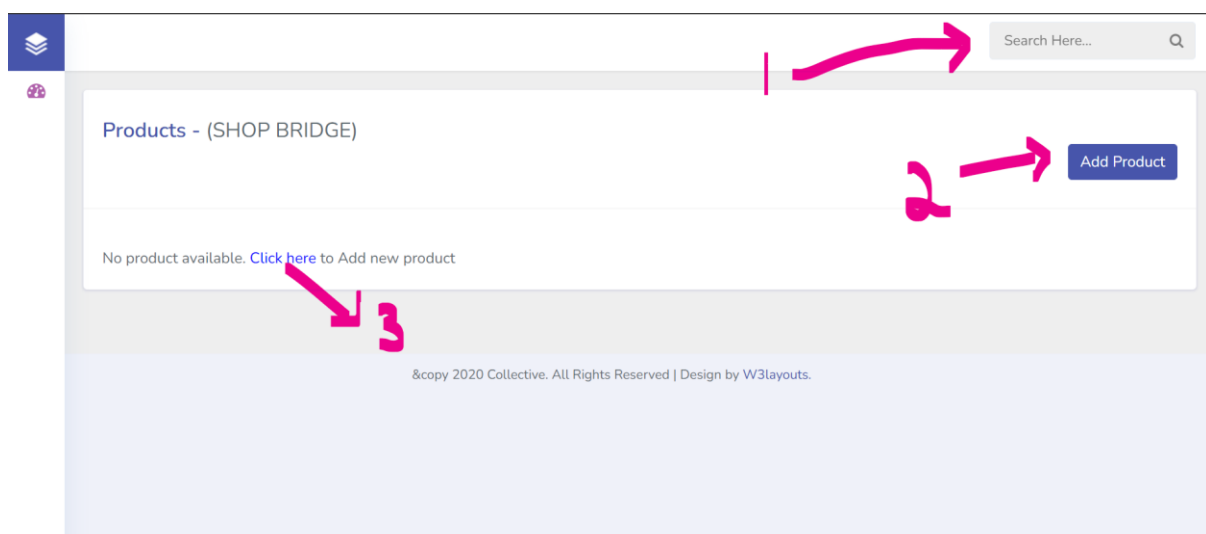 Search Here...
1
Products - (SHOP BRIDGE)
2
Add Product
No product available. Click here to Add new product
3
&copy 2020 Collective. All Rights Reserved | Design by W3layouts.